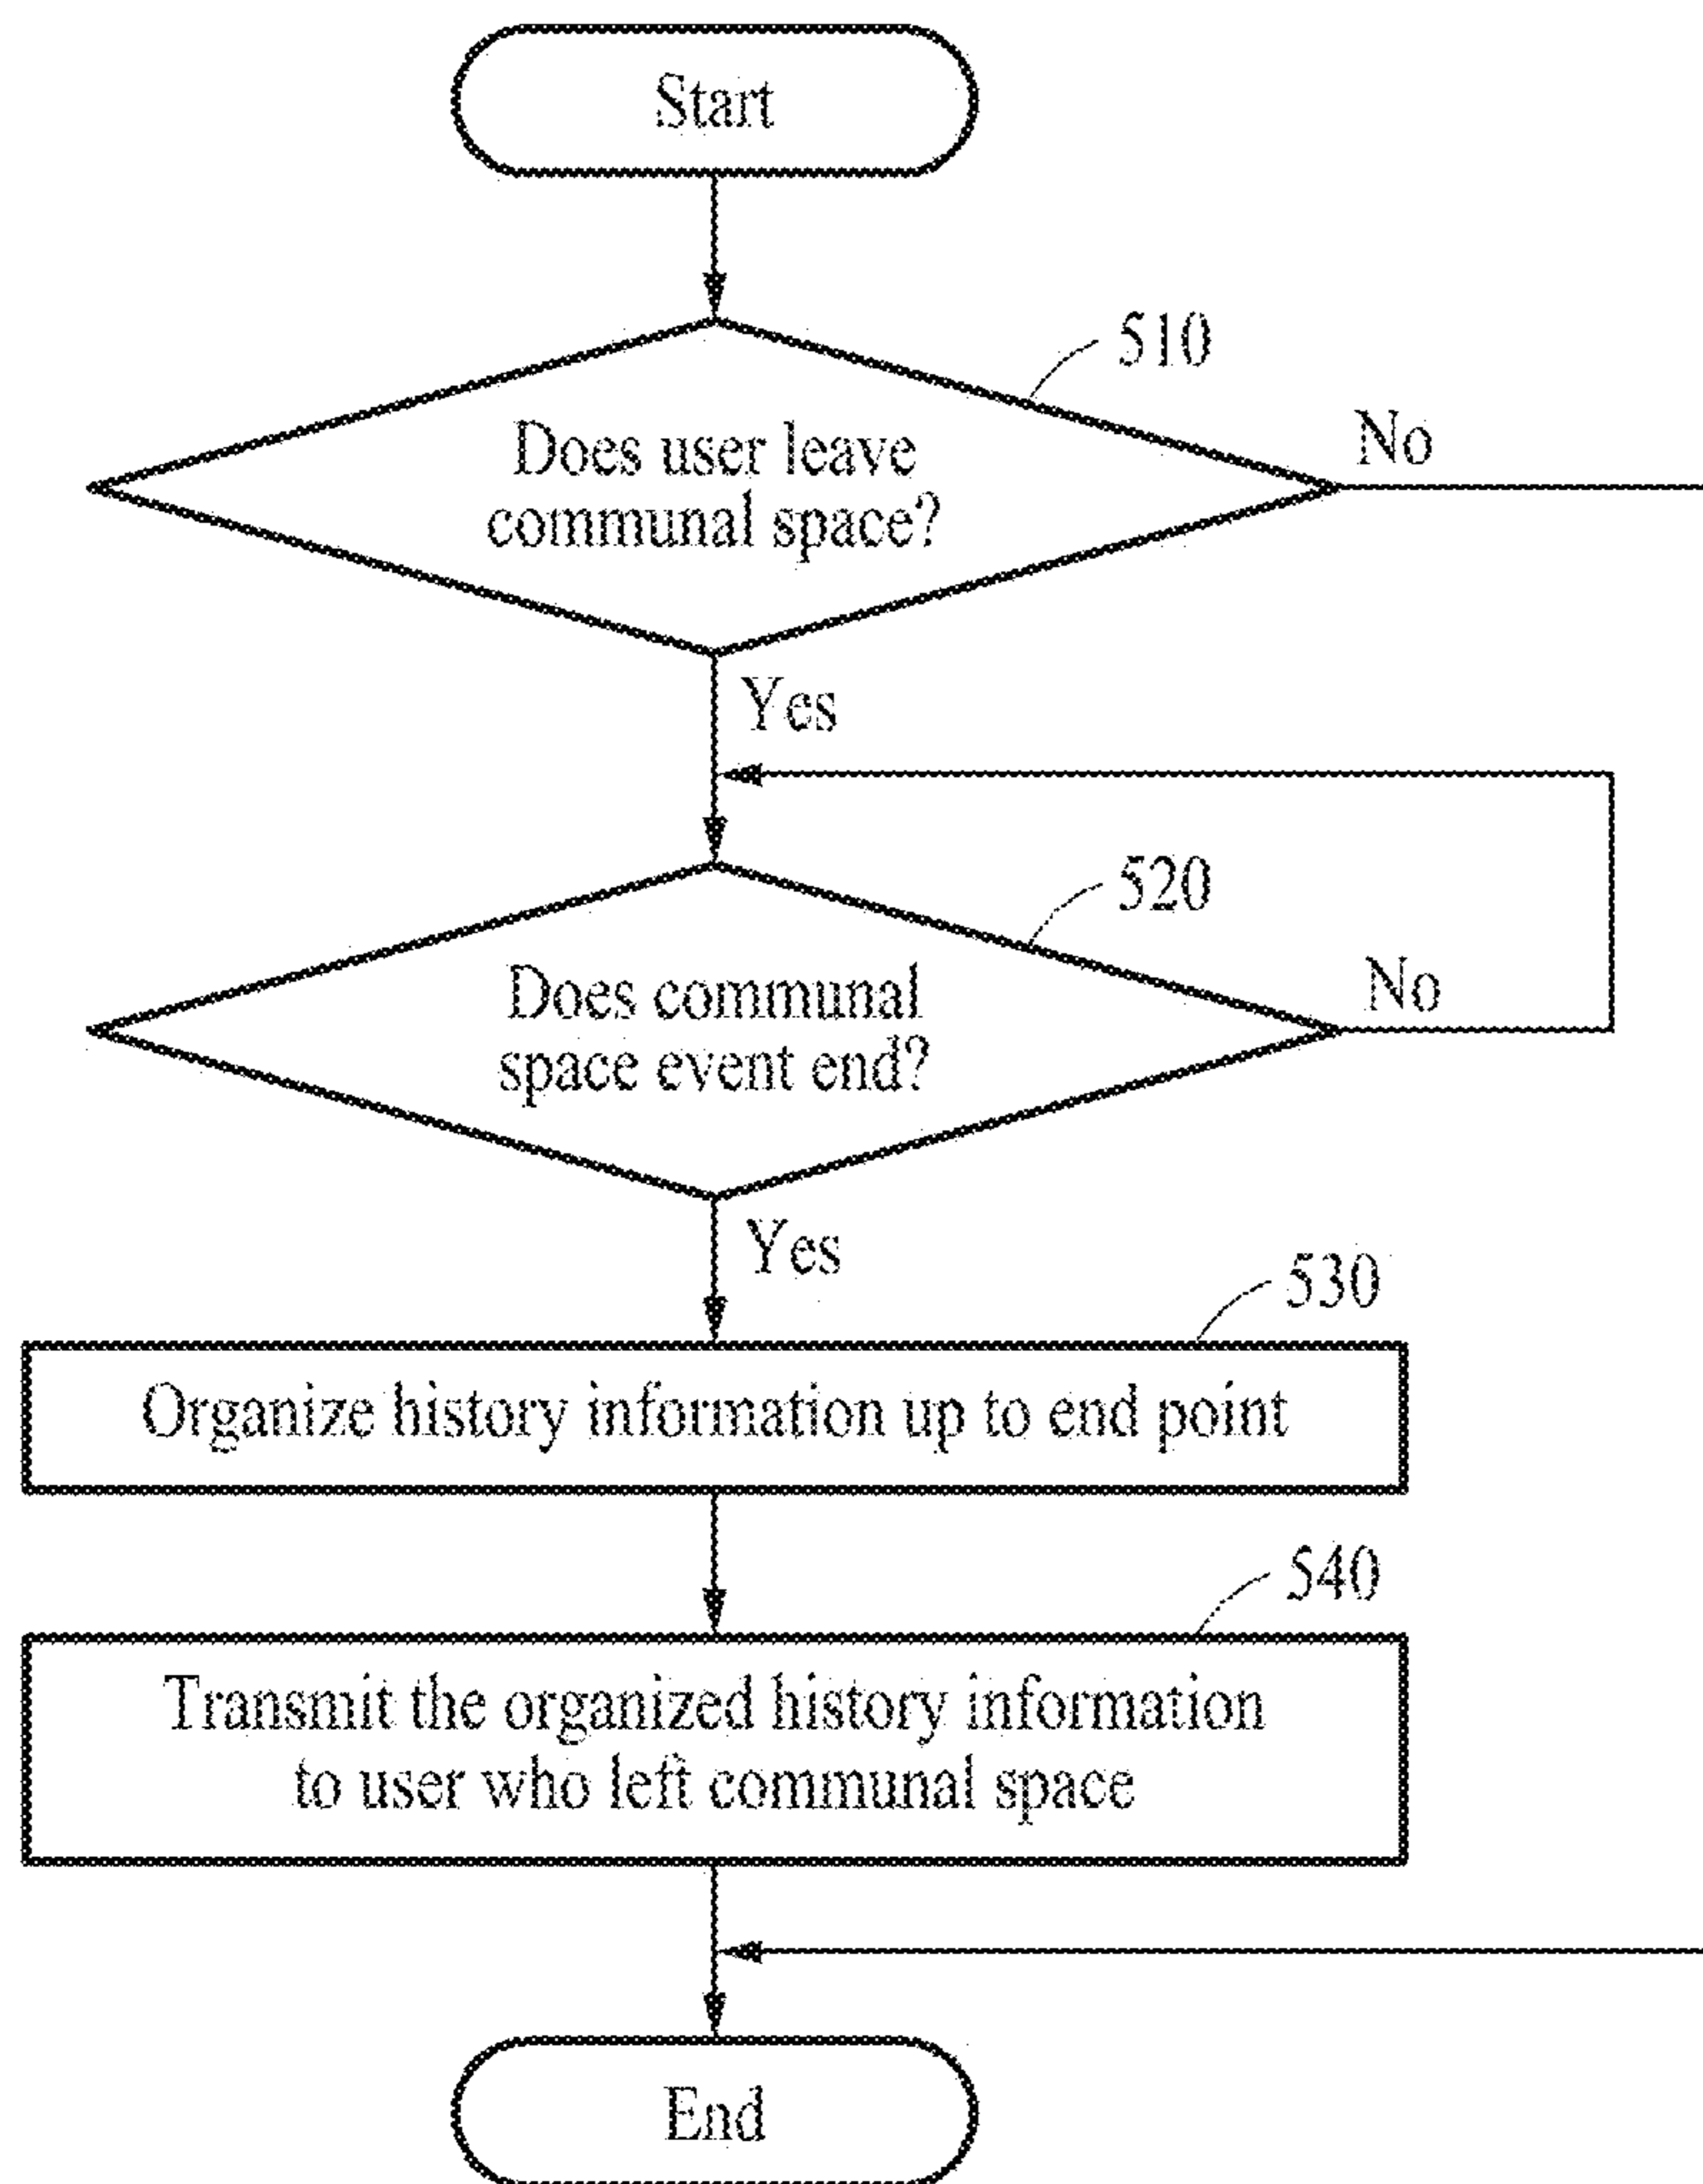 Start
510
Does user leave
communal space?
No
Yes
520
Does communal
space event end?
No
Yes
530
Organize history information up to end point
540
Transmit the organized history information
to user who left communal space
End